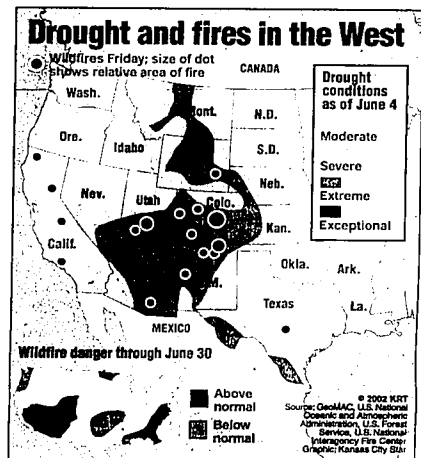 Drought and fires in the West
Wildfires Friday; size of dot
shows relative area of fire
CANADA
Drought
conditions
as of June 4
Moderate
Severe
Extreme
Exceptional
Wash.
Mont.
N.D.
Ore.
Idaho
S.D.
Neb.
Nev.
Utah
Colo.
Kan.
Calif.
Okla.
Ark.
N.M.
Texas
La.
MEXICO
Wildfire danger through June 30
Above
normal
Below
normal
© 2002 KRT
Source: GeoMAC, U.S. National
Oceanic and Atmospheric
Administration, U.S. Forest
Service, U.S. National
Interagency Fire Center
Graphic: Kansas City Star